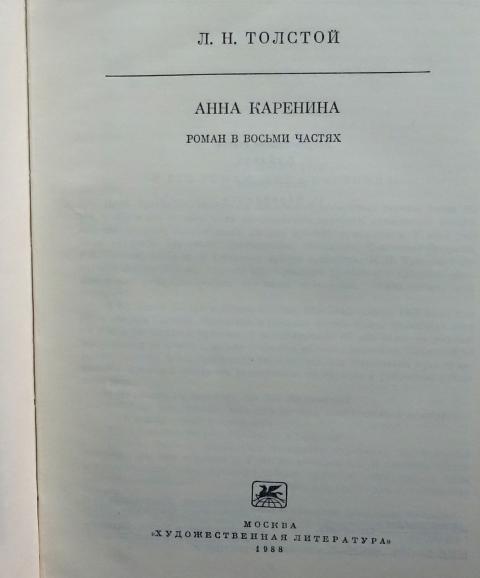 Л. Н. ТОЛСТОЙ
АННА КАРЕНИНА
РОМАН В ВОСЬМИ ЧАСТЯХ
МОСКВА
«ХУДОЖЕСТВЕННАЯ ЛИТЕРАТУРА»
1988